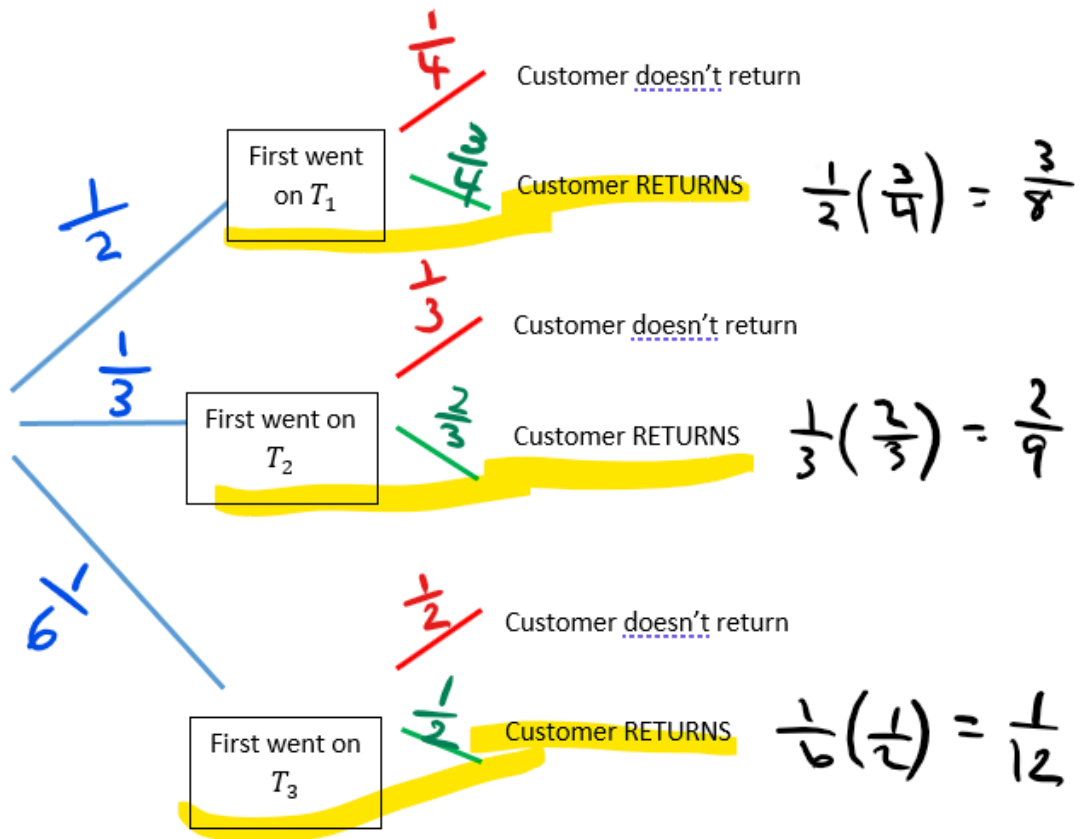 1/4
Customer doesn't return
First went
on T₁
3/4
Customer RETURNS
1/2(3/4) = 3/8
1/2
1/3
Customer doesn't return
1/3
First went on
T₂
2/3
Customer RETURNS
1/3(2/3) = 2/9
1/6
1/2
Customer doesn't return
First went on
T₃
1/2
Customer RETURNS
1/6(1/2) = 1/12